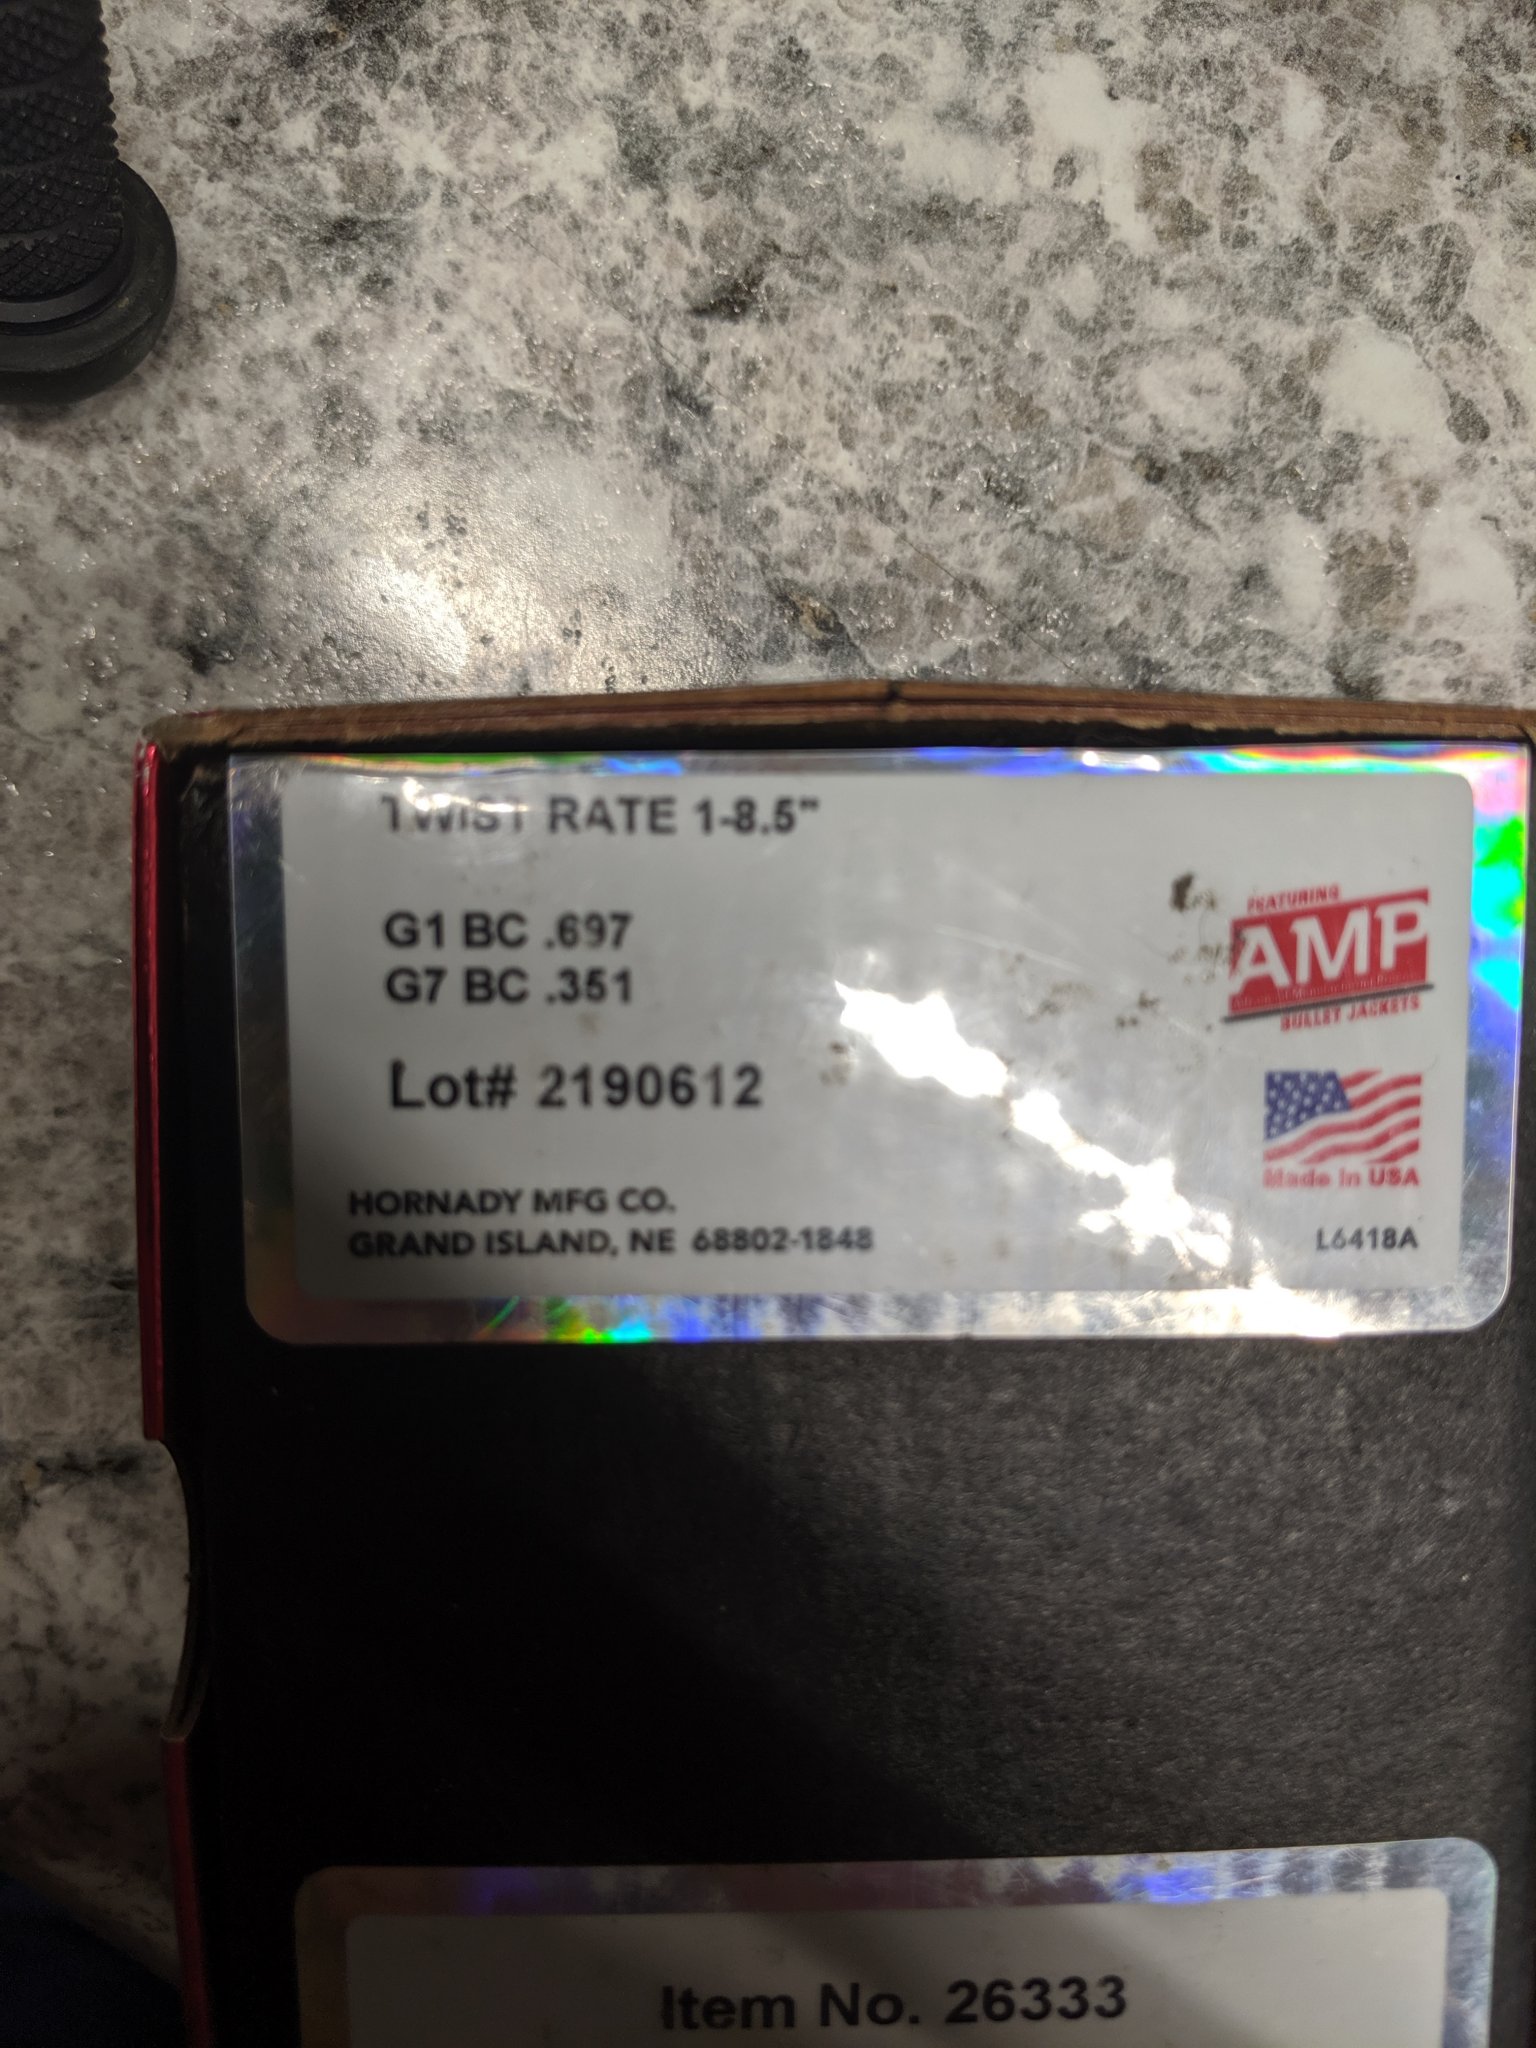 TWIST RATE 1-8.5"
G1 BC .697
G7 BC .351
Lot# 2190612
HORNADY MFG CO.
GRAND ISLAND, NE 68802-1848
FEATURING
AMP
BULLET JACKETS
Made in USA
L6418A
Item No. 26333